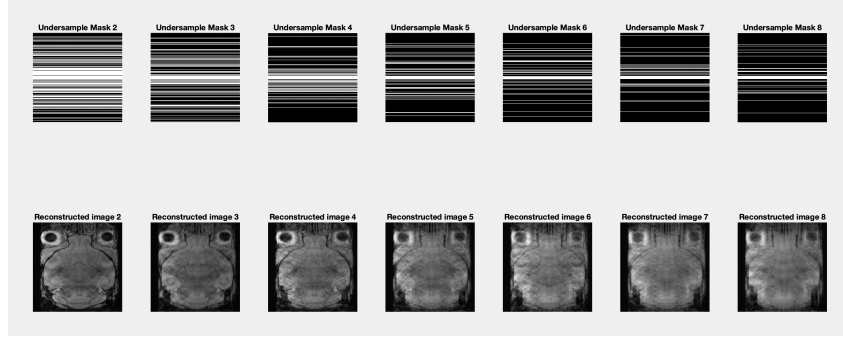 Undersample Mask 2 Undersample Mask 3 Undersample Mask 4 Undersample Mask 5 Undersample Mask 6 Undersample Mask 7 Undersample Mask 8
Reconstructed image 2 Reconstructed image 3 Reconstructed image 4 Reconstructed image 5 Reconstructed image 6 Reconstructed image 7 Reconstructed image 8